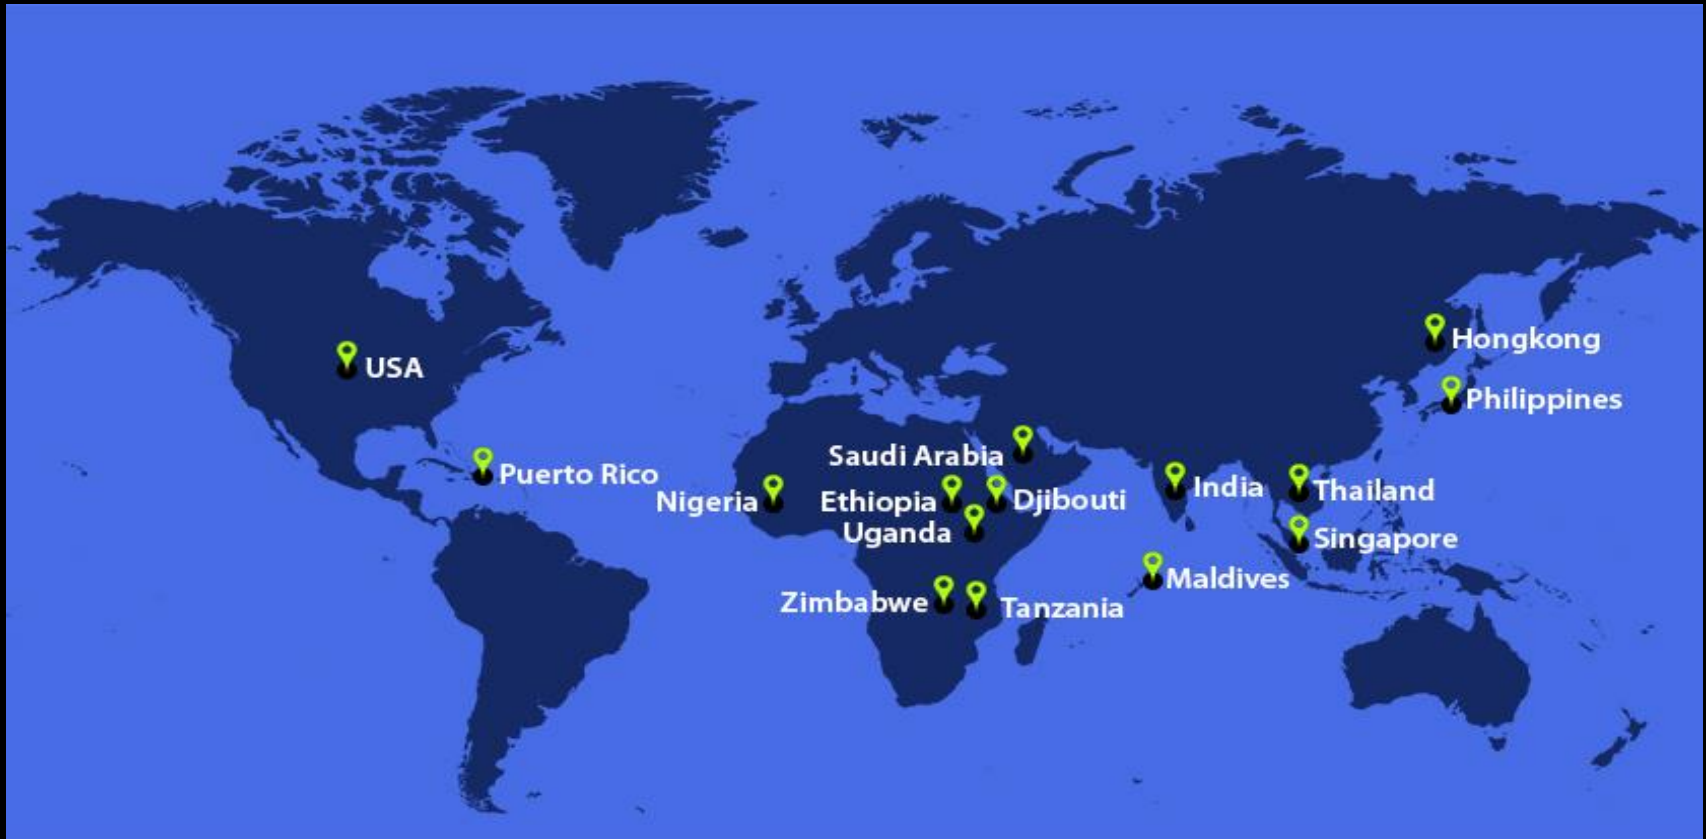 Hongkong
USA
Philippines
Saudi Arabia
Puerto Rico
India
Thailand
Nigeria
Ethiopia
Djibouti
Uganda
Singapore
Maldives
Zimbabwe
Tanzania